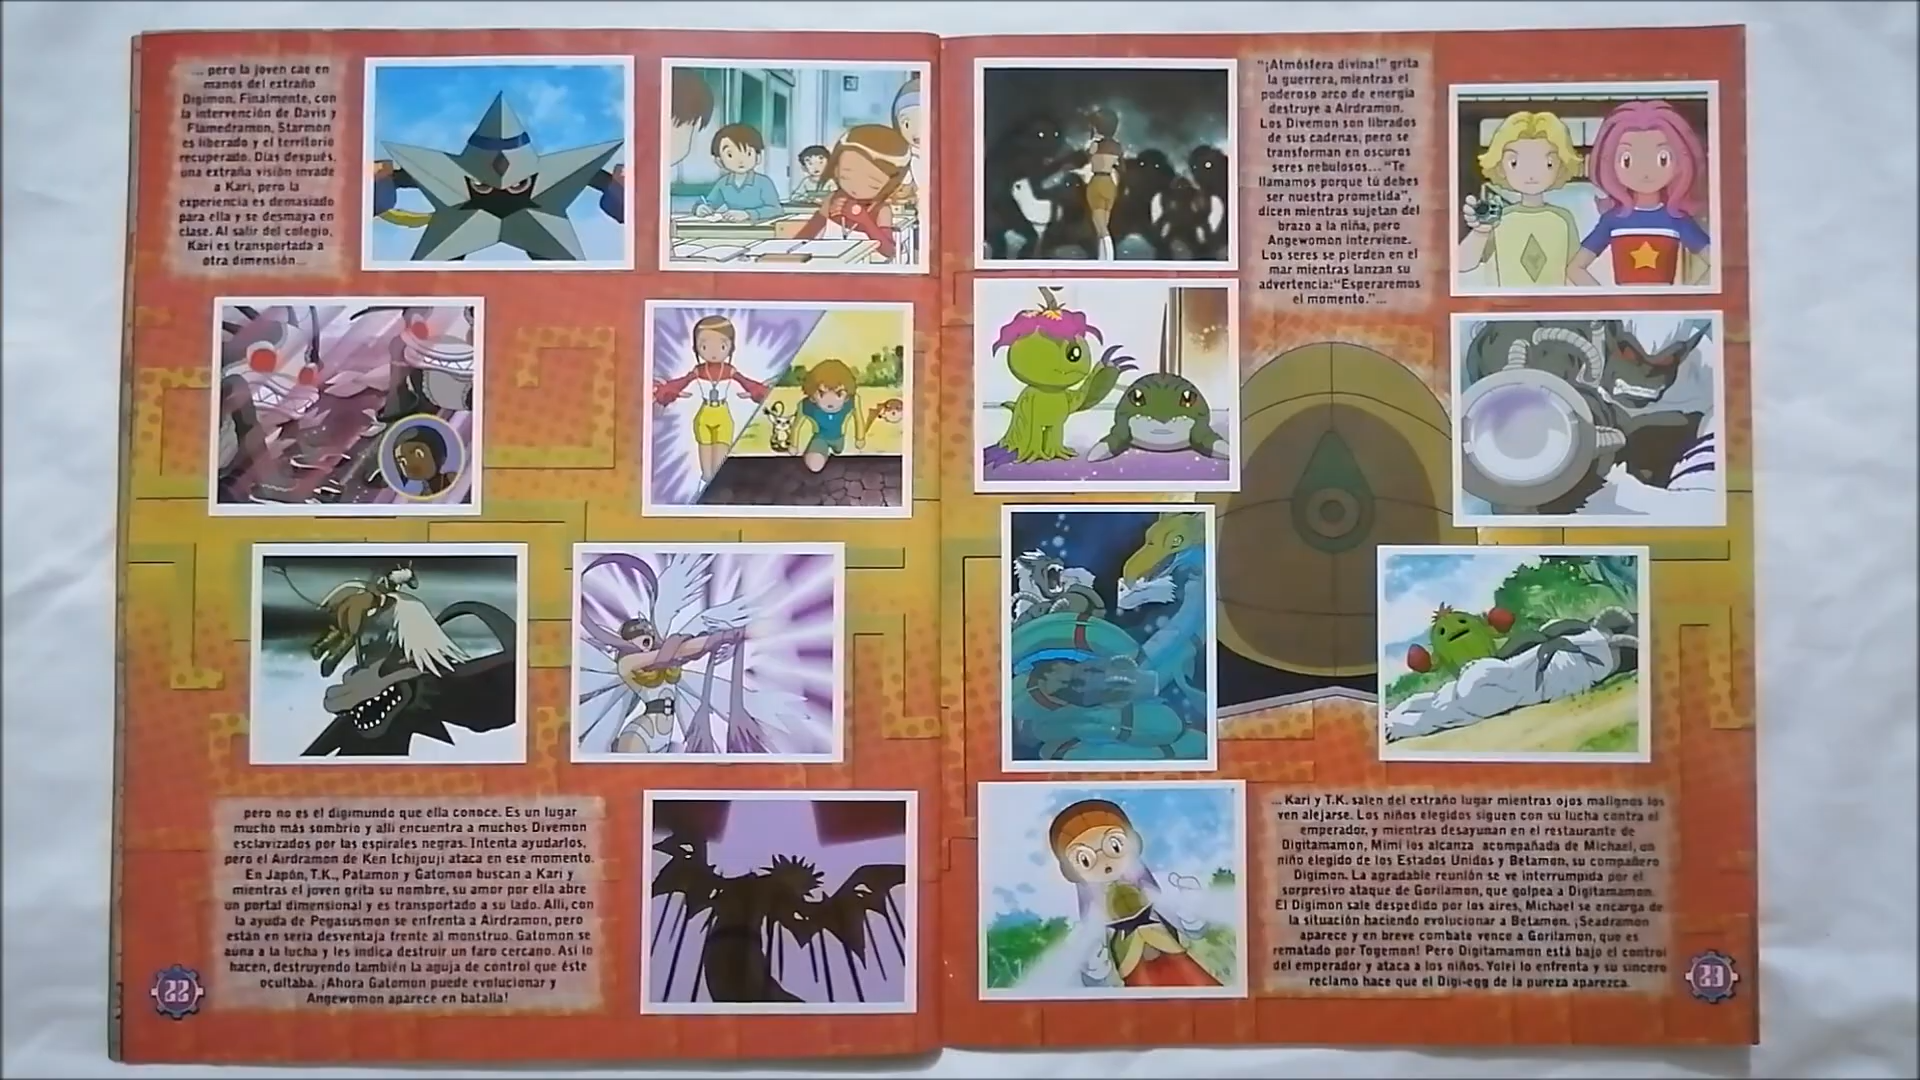 ... pero la joven cae en
manos del extraño
Digimon. Finalmente, con
la intervención de Davis y
Flamedramon, Starmon
es liberado y el territorio
recuperado. Días después,
una extraña visión invade
a Kari, pero la
experiencia es demasiado
para ella y se desmaya en
clase. Al salir del colegio,
Kari es transportada a
otra dimensión...
pero no es el digimundo que ella conoce. Es un lugar
mucho más sombrío y allí encuentra a muchos Divemon
esclavizados por las espirales negras. Intenta ayudarlos,
pero el Airdramon de Ken Ichijouji ataca en ese momento.
En Japón, T.K., Patamon y Gatomon buscan a Kari y
mientras el joven grita su nombre, su amor por ella abre
un portal dimensional y es transportado a su lado. Allí, con
la ayuda de Pegasusmon se enfrenta a Airdramon, pero
están en seria desventaja frente al monstruo. Gatomon se
aúna a la lucha y les indica destruir un faro cercano. Así lo
hacen, destruyendo también la aguja de control que éste
ocultaba. ¡Ahora Gatomon puede evolucionar y
Angewomon aparece en batalla!
22
"¡Atmósfera divina!" grita
la guerrera, mientras el
poderoso arco de energía
destruye a Airdramon.
Los Divemon son librados
de sus cadenas, pero se
transforman en oscuros
seres nebulosos... "Te
llamamos porque tú debes
ser nuestra prometida",
dicen mientras sujetan del
brazo a la niña, pero
Angewomon interviene.
Los seres se pierden en el
mar mientras lanzan su
advertencia:"Esperaremos
el momento."...
... Kari y T.K. salen del extraño lugar mientras ojos malignos los
ven alejarse. Los niños elegidos siguen con su lucha contra el
emperador, y mientras desayunan en el restaurante de
Digitamamon, Mimi los alcanza acompañada de Michael, un
niño elegido de los Estados Unidos y Betamon, su compañero
Digimon. La agradable reunión se ve interrumpida por el
sorpresivo ataque de Gorilamon, que golpea a Digitamamon.
El Digimon sale despedido por los aires, Michael se encarga de
la situación haciendo evolucionar a Betamon. ¡Seadramon
aparece y en breve combate vence a Gorilamon, que es
rematado por Togemon! Pero Digitamamon está bajo el control
del emperador y ataca a los niños. Yolei lo enfrenta y su sincero
reclamo hace que el Digi-egg de la pureza aparezca.
23